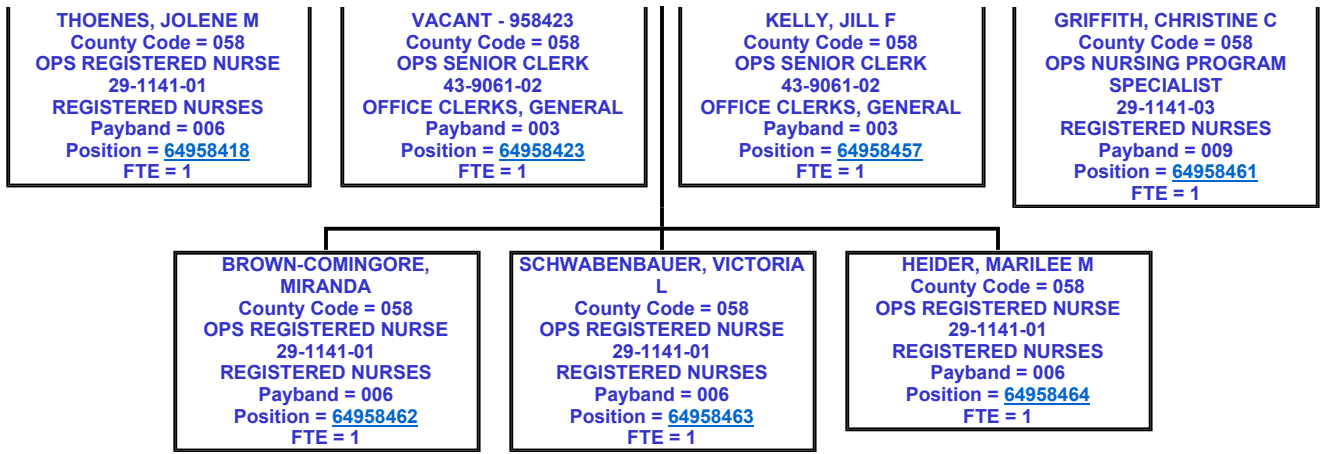 THOENES, JOLENE M
County Code = 058
OPS REGISTERED NURSE
29-1141-01
REGISTERED NURSES
Payband = 006
Position = 64958418
FTE = 1
VACANT - 958423
County Code = 058
OPS SENIOR CLERK
43-9061-02
OFFICE CLERKS, GENERAL
Payband = 003
Position = 64958423
FTE = 1
KELLY, JILL F
County Code = 058
OPS SENIOR CLERK
43-9061-02
OFFICE CLERKS, GENERAL
Payband = 003
Position = 64958457
FTE = 1
GRIFFITH, CHRISTINE C
County Code = 058
OPS NURSING PROGRAM
SPECIALIST
29-1141-03
REGISTERED NURSES
Payband = 009
Position = 64958461
FTE = 1
BROWN-COMINGORE,
MIRANDA
County Code = 058
OPS REGISTERED NURSE
29-1141-01
REGISTERED NURSES
Payband = 006
Position = 64958462
FTE = 1
SCHWABENBAUER, VICTORIA
L
County Code = 058
OPS REGISTERED NURSE
29-1141-01
REGISTERED NURSES
Payband = 006
Position = 64958463
FTE = 1
HEIDER, MARILEE M
County Code = 058
OPS REGISTERED NURSE
29-1141-01
REGISTERED NURSES
Payband = 006
Position = 64958464
FTE = 1